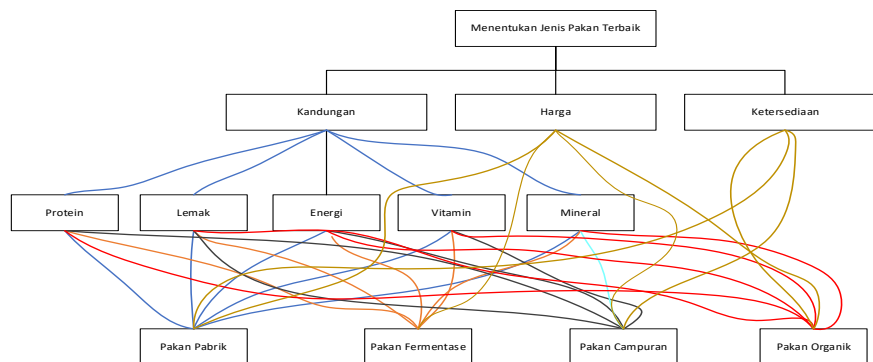 Menentukan Jenis Pakan Terbaik
Kandungan
Harga
Ketersediaan
Protein
Lemak
Energi
Vitamin
Mineral
Pakan Pabrik
Pakan Fermentase
Pakan Campuran
Pakan Organik